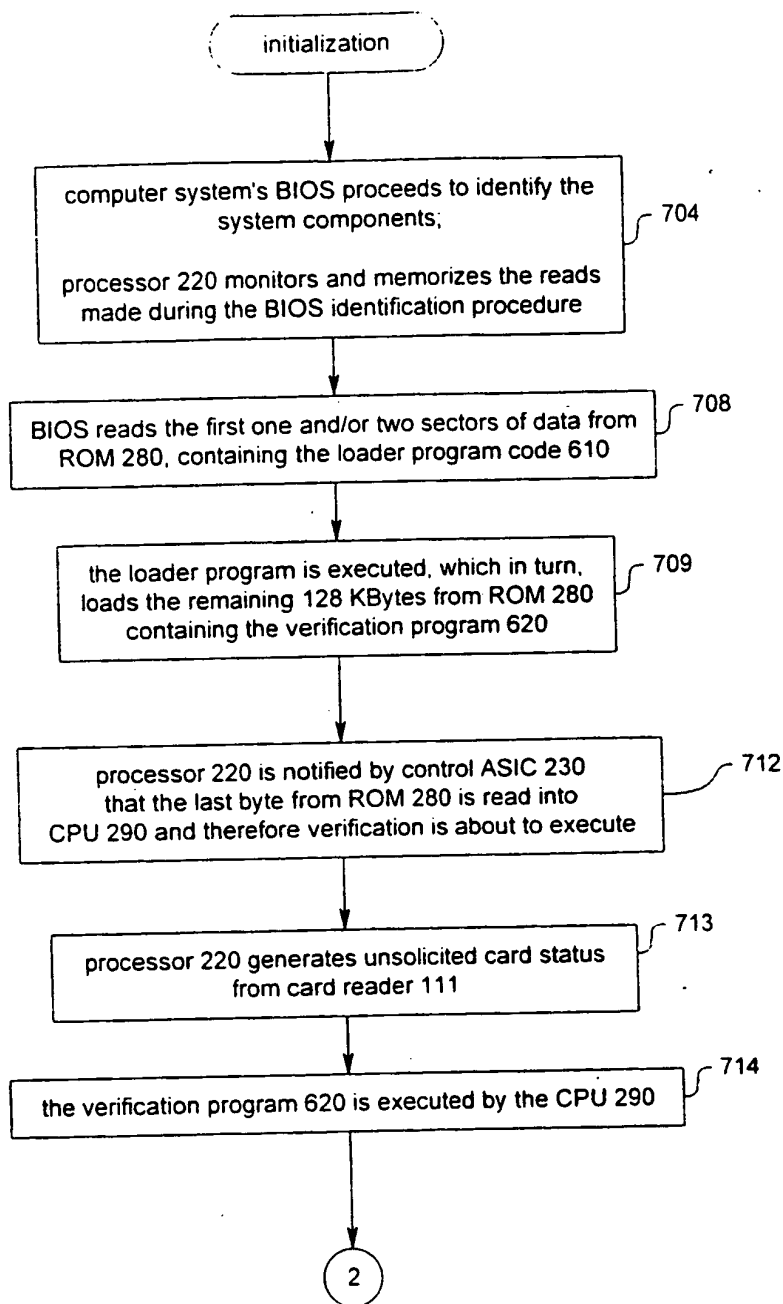 initialization
computer system's BIOS proceeds to identify the
system components;
processor 220 monitors and memorizes the reads
made during the BIOS identification procedure
704
BIOS reads the first one and/or two sectors of data from
ROM 280, containing the loader program code 610
708
the loader program is executed, which in turn,
loads the remaining 128 KBytes from ROM 280
containing the verification program 620
709
processor 220 is notified by control ASIC 230
that the last byte from ROM 280 is read into
CPU 290 and therefore verification is about to execute
712
processor 220 generates unsolicited card status
from card reader 111
713
the verification program 620 is executed by the CPU 290
714
2